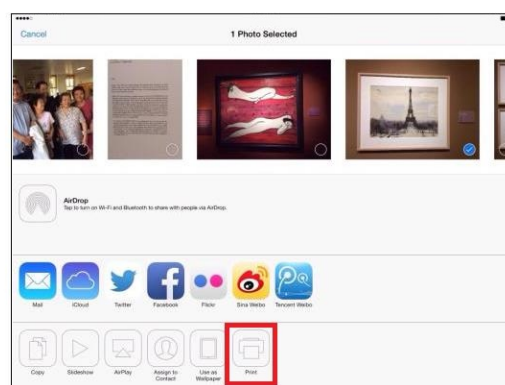 Cancel
1 Photo Selected
AirDrop
Tap to turn on Wi-Fi and Bluetooth to share with people via AirDrop.
Mail
iCloud
Twitter
Facebook
Flickr
Sina Weibo
Tencent Weibo
Copy
Slideshow
AirPlay
Assign to
Contact
Use as
Wallpaper
Print